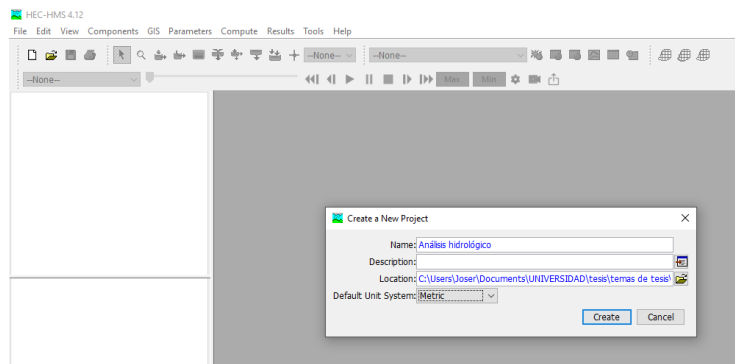 HEC-HMS 4.12
File Edit View Components GIS Parameters Compute Results Tools Help
--None-- --None--
--None-- Max Min
Create a New Project
Name: Análisis hidrológico
Description:
Location: C:\Users\Joser\Documents\UNIVERSIDAD\tesis\temas de tesis\
Default Unit System: Metric
Create Cancel